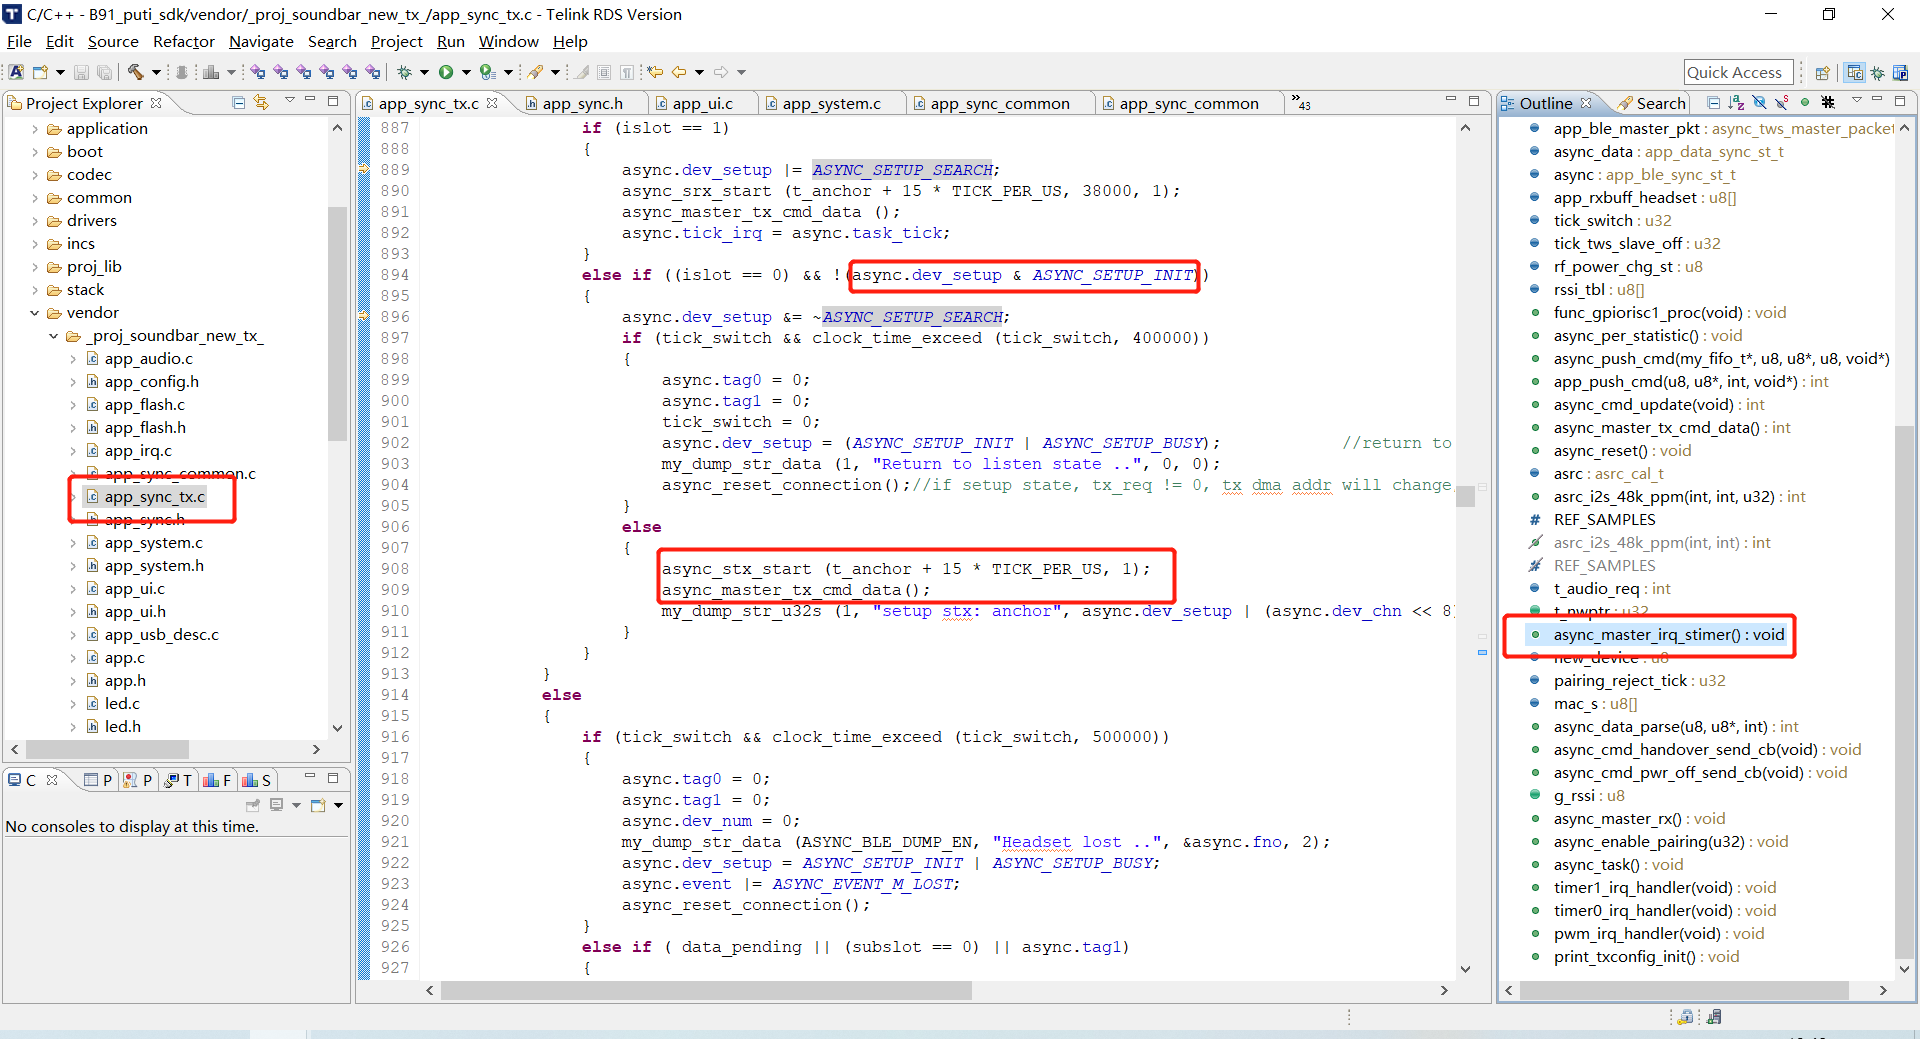 C/C++ - B91_puti_sdk/vendor/_proj_soundbar_new_tx_/app_sync_tx.c - Telink RDS Version
File Edit Source Refactor Navigate Search Project Run Window Help
Quick Access
Project Explorer
application
boot
codec
common
drivers
incs
proj_lib
stack
vendor
_proj_soundbar_new_tx_
app_audio.c
app_config.h
app_flash.c
app_flash.h
app_irq.c
app_sync_common.c
app_sync_tx.c
app_sync.h
app_system.c
app_system.h
app_ui.c
app_ui.h
app_usb_desc.c
app.c
app.h
led.c
led.h
C P P T F S
No consoles to display at this time.
app_sync_tx.c app_sync.h app_ui.c app_system.c app_sync_common app_sync_common »43
887 if (islot == 1)
888 {
889 async.dev_setup |= ASYNC_SETUP_SEARCH;
890 async_srx_start (t_anchor + 15 * TICK_PER_US, 38000, 1);
891 async_master_tx_cmd_data ();
892 async.tick_irq = async.task_tick;
893 }
894 else if ((islot == 0) && !(async.dev_setup & ASYNC_SETUP_INIT))
895 {
896 async.dev_setup &= ~ASYNC_SETUP_SEARCH;
897 if (tick_switch && clock_time_exceed (tick_switch, 400000))
898 {
899 async.tag0 = 0;
900 async.tag1 = 0;
901 tick_switch = 0;
902 async.dev_setup = (ASYNC_SETUP_INIT | ASYNC_SETUP_BUSY); //return to
903 my_dump_str_data (1, "Return to listen state ..", 0, 0);
904 async_reset_connection();//if setup state, tx_req != 0, tx dma addr will change,
905 }
906 else
907 {
908 async_stx_start (t_anchor + 15 * TICK_PER_US, 1);
909 async_master_tx_cmd_data();
910 my_dump_str_u32s (1, "setup stx: anchor", async.dev_setup | (async.dev_chn << 8)
911 }
912 }
913 }
914 else
915 {
916 if (tick_switch && clock_time_exceed (tick_switch, 500000))
917 {
918 async.tag0 = 0;
919 async.tag1 = 0;
920 async.dev_num = 0;
921 my_dump_str_data (ASYNC_BLE_DUMP_EN, "Headset lost ..", &async.fno, 2);
922 async.dev_setup = ASYNC_SETUP_INIT | ASYNC_SETUP_BUSY;
923 async.event |= ASYNC_EVENT_M_LOST;
924 async_reset_connection();
925 }
926 else if ( data_pending || (subslot == 0) || async.tag1)
927 {
Outline Search
app_ble_master_pkt : async_tws_master_packet
async_data : app_data_sync_st_t
async : app_ble_sync_st_t
app_rxbuff_headset : u8[]
tick_switch : u32
tick_tws_slave_off : u32
rf_power_chg_st : u8
rssi_tbl : u8[]
func_gpiorisc1_proc(void) : void
async_per_statistic() : void
async_push_cmd(my_fifo_t*, u8, u8*, u8, void*)
app_push_cmd(u8, u8*, int, void*) : int
async_cmd_update(void) : int
async_master_tx_cmd_data() : int
async_reset() : void
asrc : asrc_cal_t
asrc_i2s_48k_ppm(int, int, u32) : int
REF_SAMPLES
asrc_i2s_48k_ppm(int, int) : int
REF_SAMPLES
t_audio_req : int
t_nwptr : u32
async_master_irq_stimer() : void
new_device : u8
pairing_reject_tick : u32
mac_s : u8[]
async_data_parse(u8, u8*, int) : int
async_cmd_handover_send_cb(void) : void
async_cmd_pwr_off_send_cb(void) : void
g_rssi : u8
async_master_rx() : void
async_enable_pairing(u32) : void
async_task() : void
timer1_irq_handler(void) : void
timer0_irq_handler(void) : void
pwm_irq_handler(void) : void
print_txconfig_init() : void